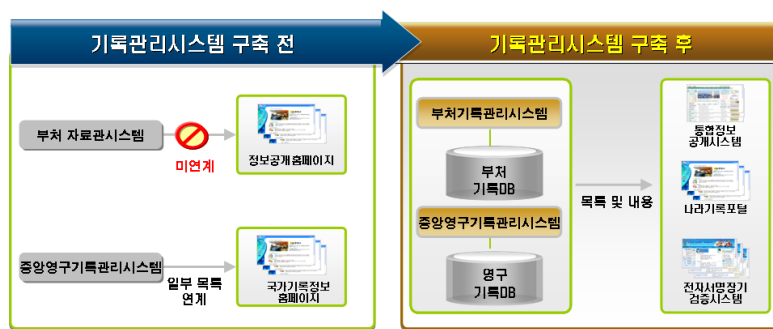 기록관리시스템 구축 전
부처 자료관시스템
미연계
정보공개 홈페이지
중앙영구기록관리시스템
일부 목록
연계
국가기록정보
홈페이지
기록관리시스템 구축 후
부처기록관리시스템
부처
기록DB
중앙영구기록관리시스템
영구
기록DB
목록 및 내용
통합정보
공개시스템
나라기록포털
전자서명장기
검증시스템